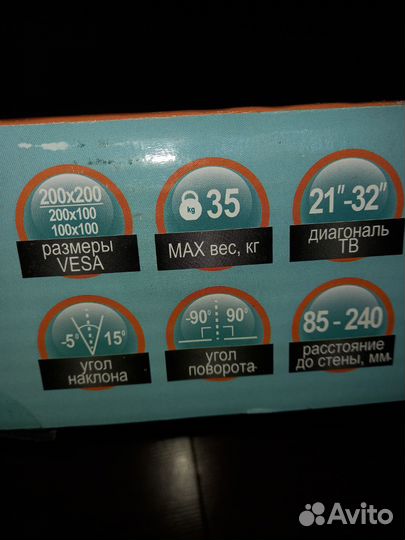 200x200
200x100
100x100
размеры
VESA
kg 35
MAX вес, кг
21"-32"
диагональ
ТВ
-5° 15°
угол
наклона
-90° 90°
угол
поворота
85 - 240
расстояние
до стены, мм
Avito